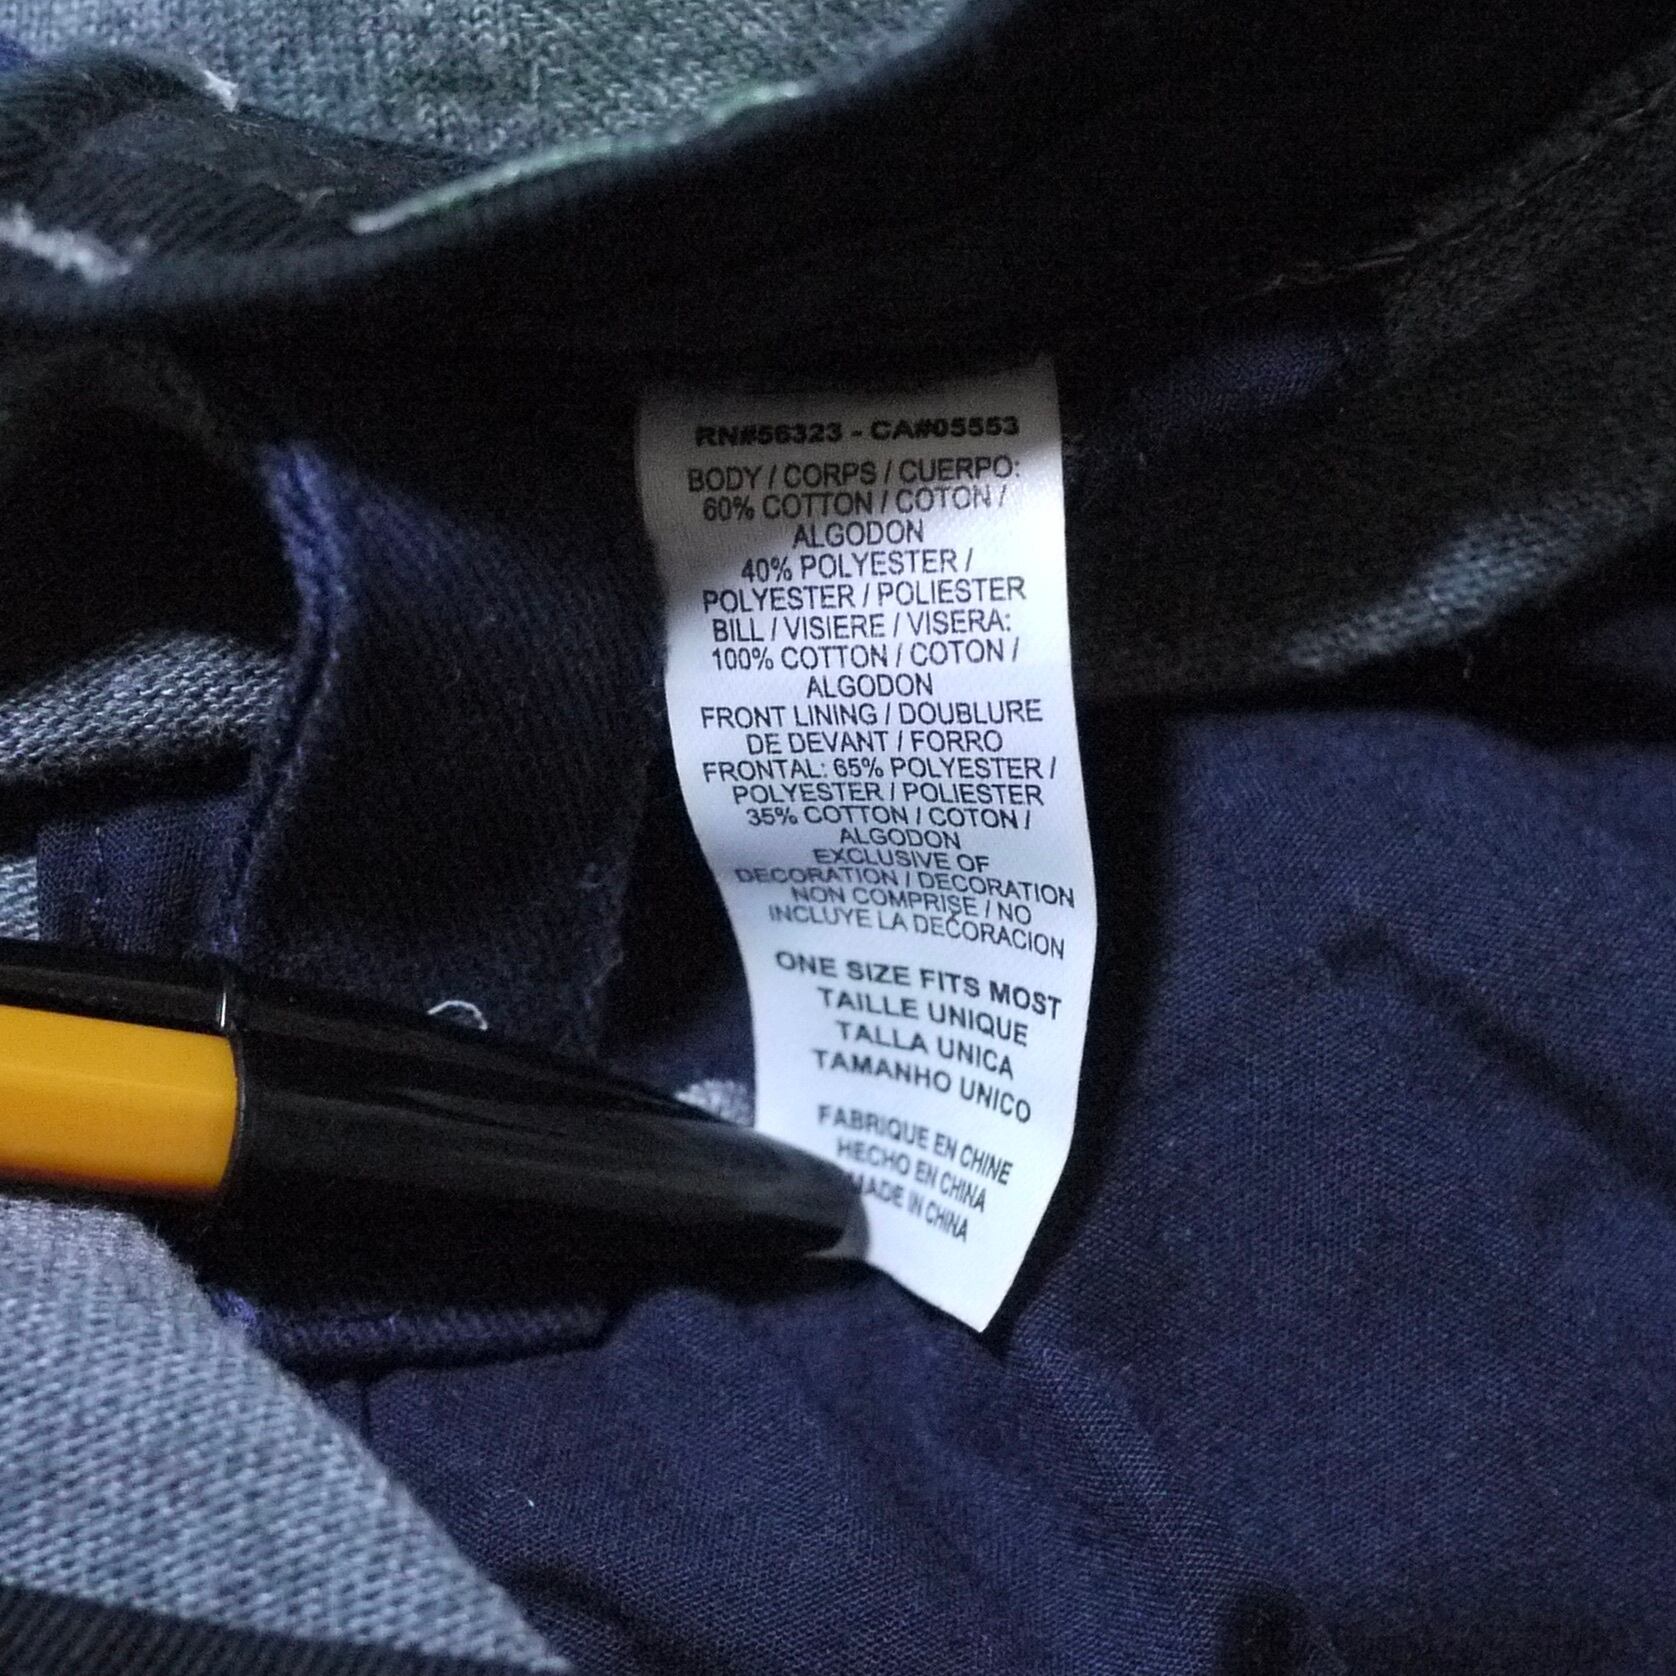 RN#56323 - CA#05553
BODY / CORPS / CUERPO:
60% COTTON / COTON /
ALGODON
40% POLYESTER /
POLYESTER / POLIESTER
BILL / VISIERE / VISERA:
100% COTTON / COTON /
ALGODON
FRONT LINING / DOUBLURE
DE DEVANT / FORRO
FRONTAL: 65% POLYESTER /
POLYESTER / POLIESTER
35% COTTON / COTON /
ALGODON
EXCLUSIVE OF
DECORATION / DECORATION
NON COMPRISE / NO
INCLUYE LA DECORACION
ONE SIZE FITS MOST
TAILLE UNIQUE
TALLA UNICA
TAMANHO UNICO
FABRIQUE EN CHINE
HECHO EN CHINA
MADE IN CHINA